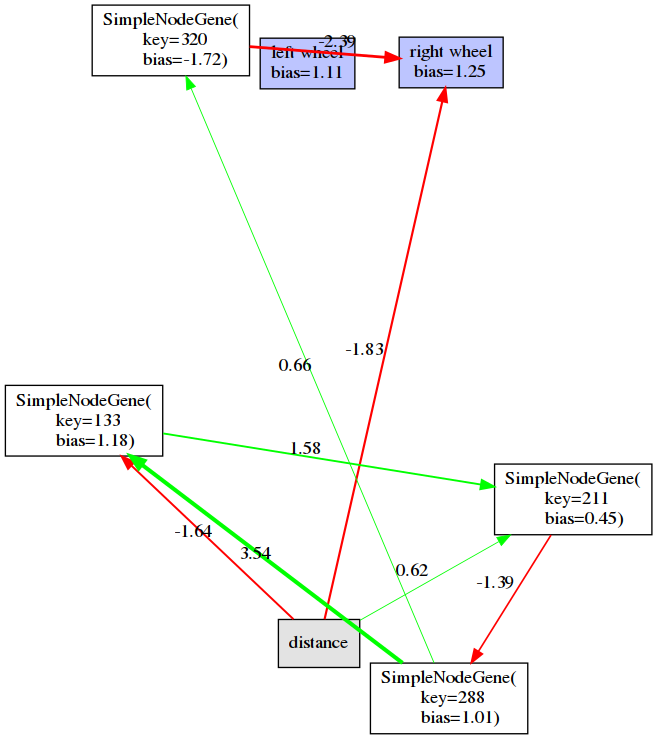 SimpleNodeGene(
key=320
bias=-1.72)
-2.39
left wheel
bias=1.11
right wheel
bias=1.25
-1.83
0.66
SimpleNodeGene(
key=133
bias=1.18)
1.58
SimpleNodeGene(
key=211
bias=0.45)
-1.64
3.54
0.62
-1.39
distance
SimpleNodeGene(
key=288
bias=1.01)